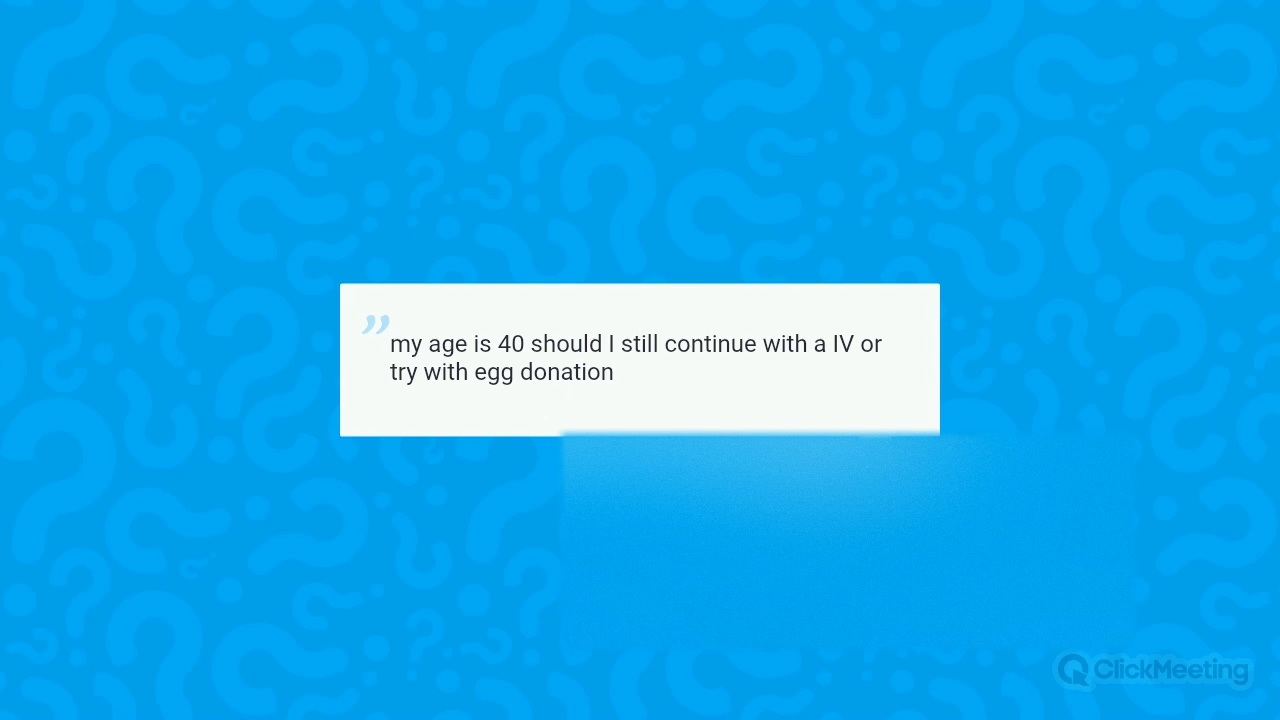 ”
my age is 40 should I still continue with a IV or
try with egg donation
ClickMeeting